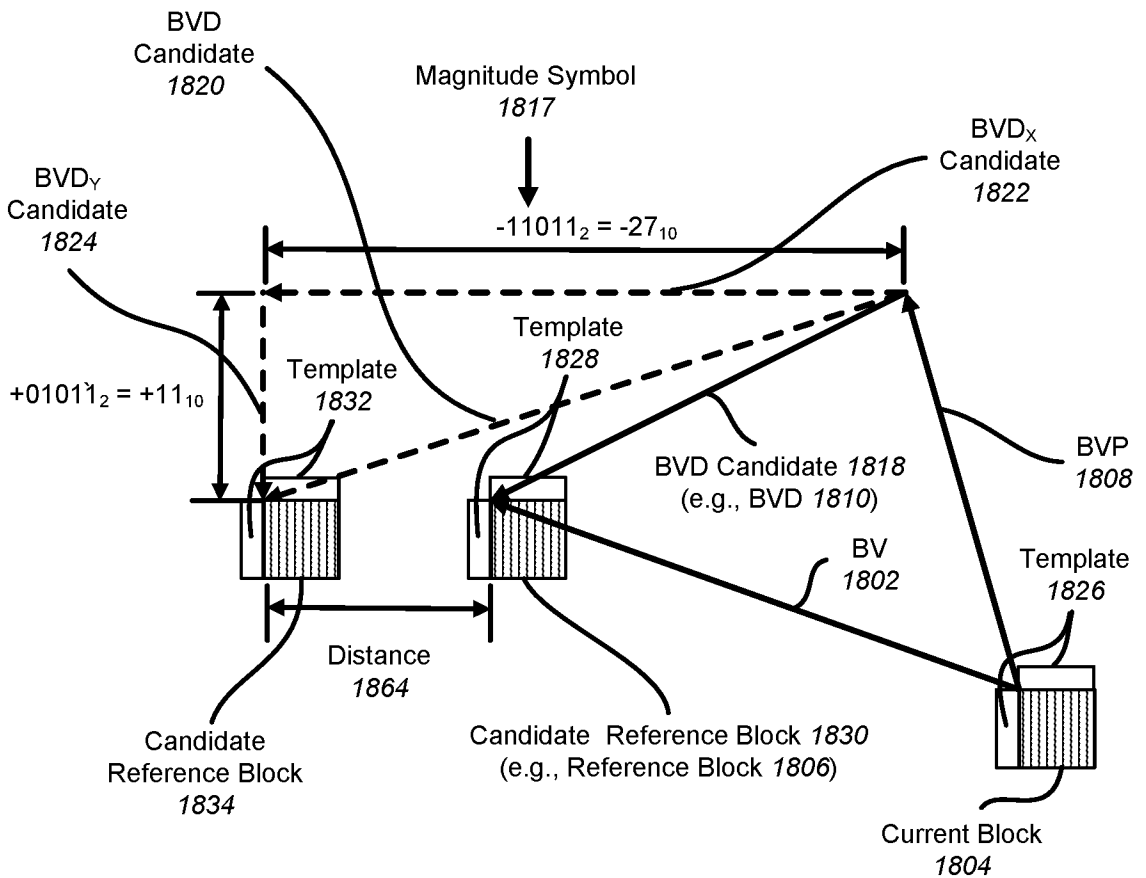 BVD
Candidate
1820
Magnitude Symbol
1817
BVDX
Candidate
1822
BVDY
Candidate
1824
-110112 = -2710
Template
1828
Template
1832
+010112 = +1110
BVD Candidate 1818
(e.g., BVD 1810)
BVP
1808
BV
1802
Template
1826
Distance
1864
Candidate
Reference Block
1834
Candidate Reference Block 1830
(e.g., Reference Block 1806)
Current Block
1804